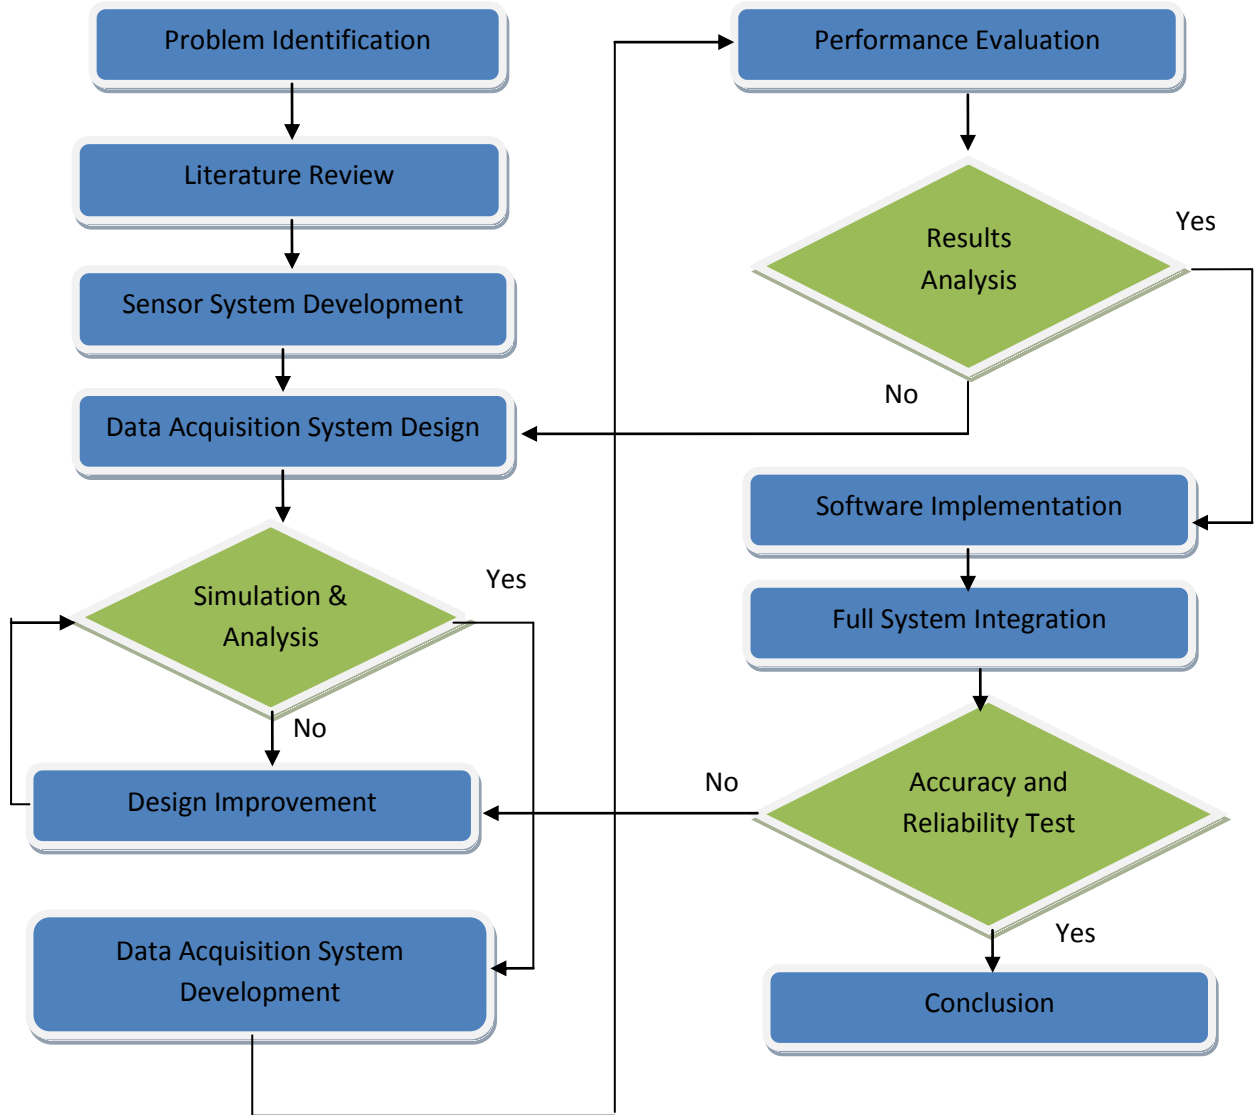 Problem Identification
Literature Review
Sensor System Development
Data Acquisition System Design
Simulation &
Analysis
Yes
No
Design Improvement
Data Acquisition System
Development
Performance Evaluation
Results
Analysis
Yes
No
Software Implementation
Full System Integration
Accuracy and
Reliability Test
No
Yes
Conclusion